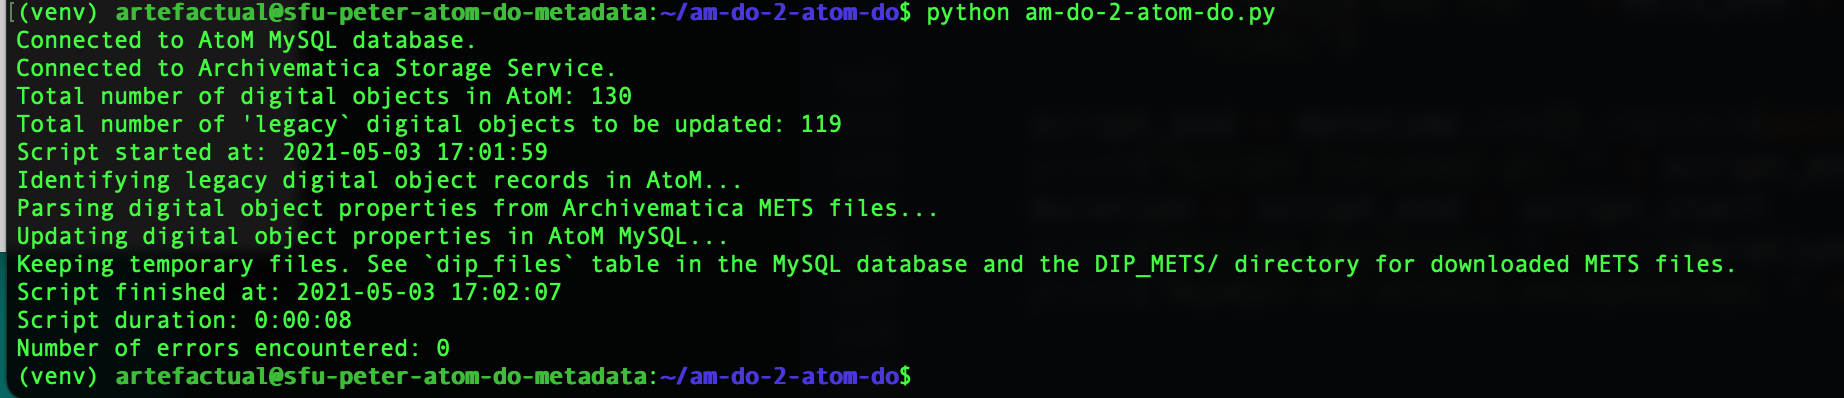 [(venv) artefactual@sfu-peter-atom-do-metadata:~/am-do-2-atom-do$ python am-do-2-atom-do.py
Connected to AtoM MySQL database.
Connected to Archivematica Storage Service.
Total number of digital objects in AtoM: 130
Total number of 'legacy` digital objects to be updated: 119
Script started at: 2021-05-03 17:01:59
Identifying legacy digital object records in AtoM...
Parsing digital object properties from Archivematica METS files...
Updating digital object properties in AtoM MySQL...
Keeping temporary files. See `dip_files` table in the MySQL database and the DIP_METS/ directory for downloaded METS files.
Script finished at: 2021-05-03 17:02:07
Script duration: 0:00:08
Number of errors encountered: 0
(venv) artefactual@sfu-peter-atom-do-metadata:~/am-do-2-atom-do$